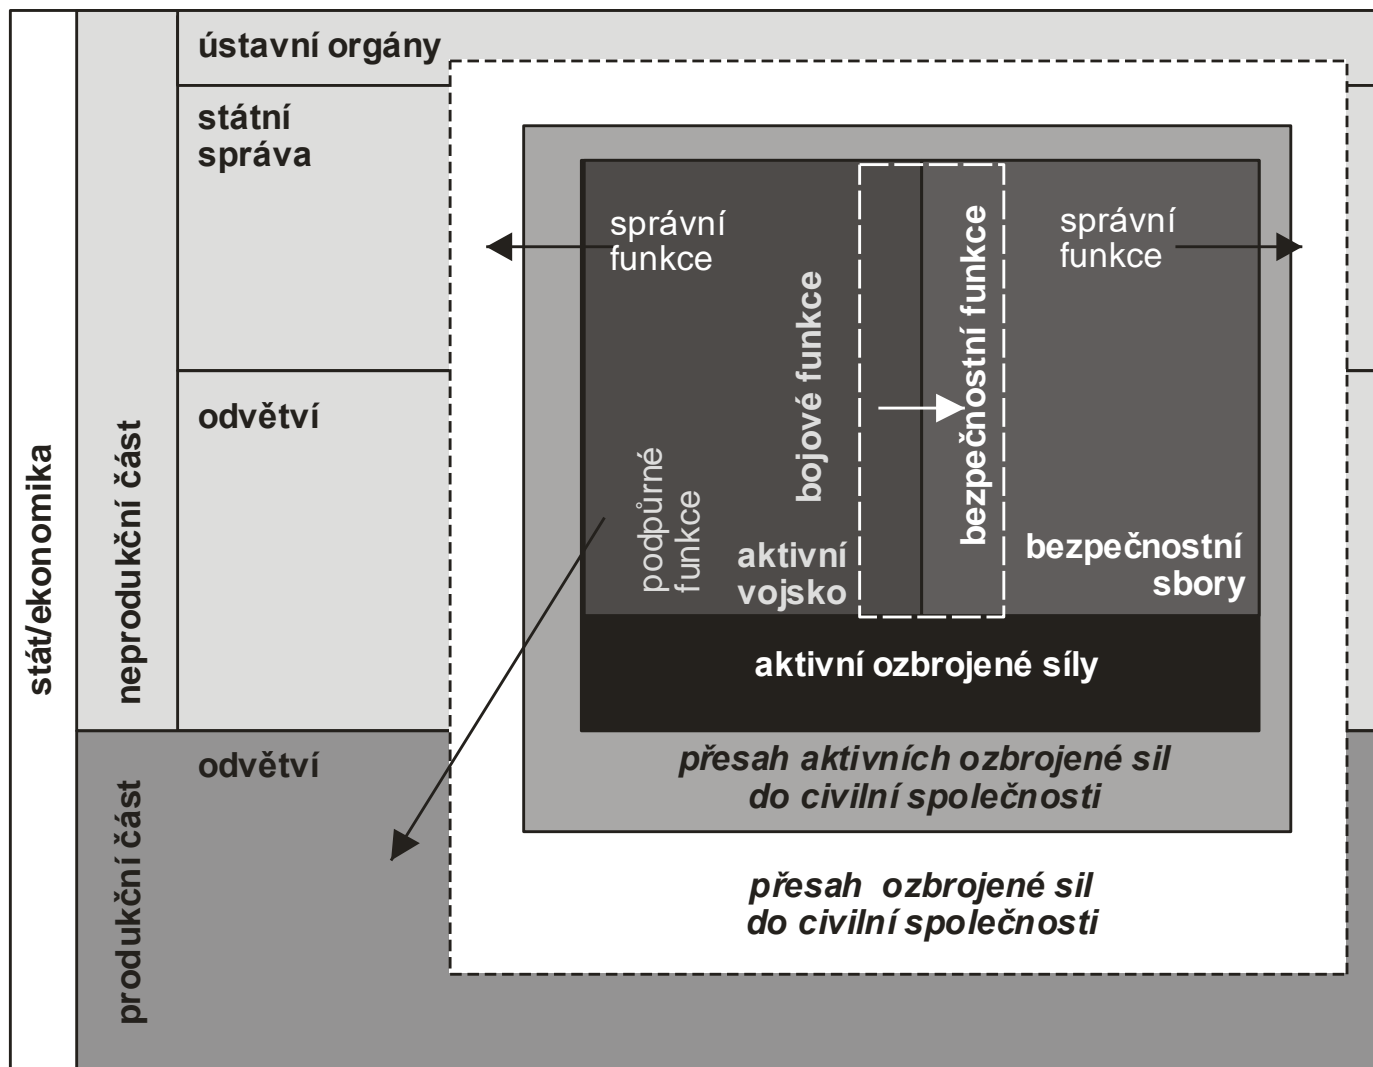 ústavní orgány
státní
správa
odvětví
odvětví
stát/ekonomika
neprodukční část
produkční část
správní
funkce
podpůrné
funkce
bojové funkce
aktivní
vojsko
bezpečnostní funkce
správní
funkce
bezpečnostní
sbory
aktivní ozbrojené síly
přesah aktivních ozbrojené sil
do civilní společnosti
přesah ozbrojené sil
do civilní společnosti